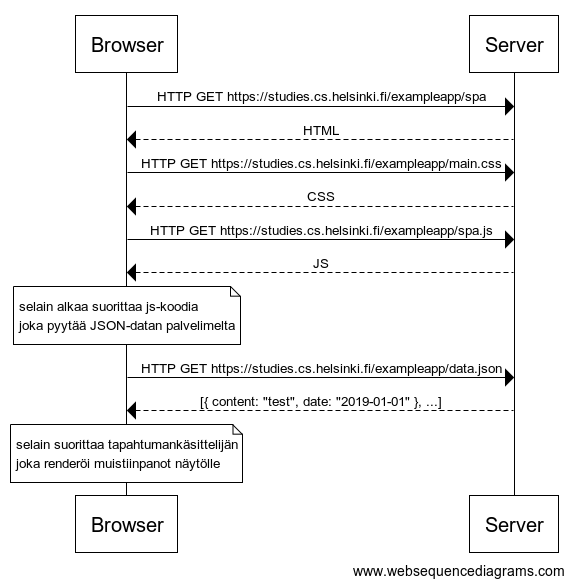 Browser
Server
HTTP GET https://studies.cs.helsinki.fi/exampleapp/spa
HTML
HTTP GET https://studies.cs.helsinki.fi/exampleapp/main.css
CSS
HTTP GET https://studies.cs.helsinki.fi/exampleapp/spa.js
JS
selain alkaa suorittaa js-koodia
joka pyytää JSON-datan palvelimelta
HTTP GET https://studies.cs.helsinki.fi/exampleapp/data.json
[{ content: "test", date: "2019-01-01" }, ...]
selain suorittaa tapahtumankäsittelijän
joka renderöi muistiinpanot näytölle
Browser
Server
www.websequencediagrams.com